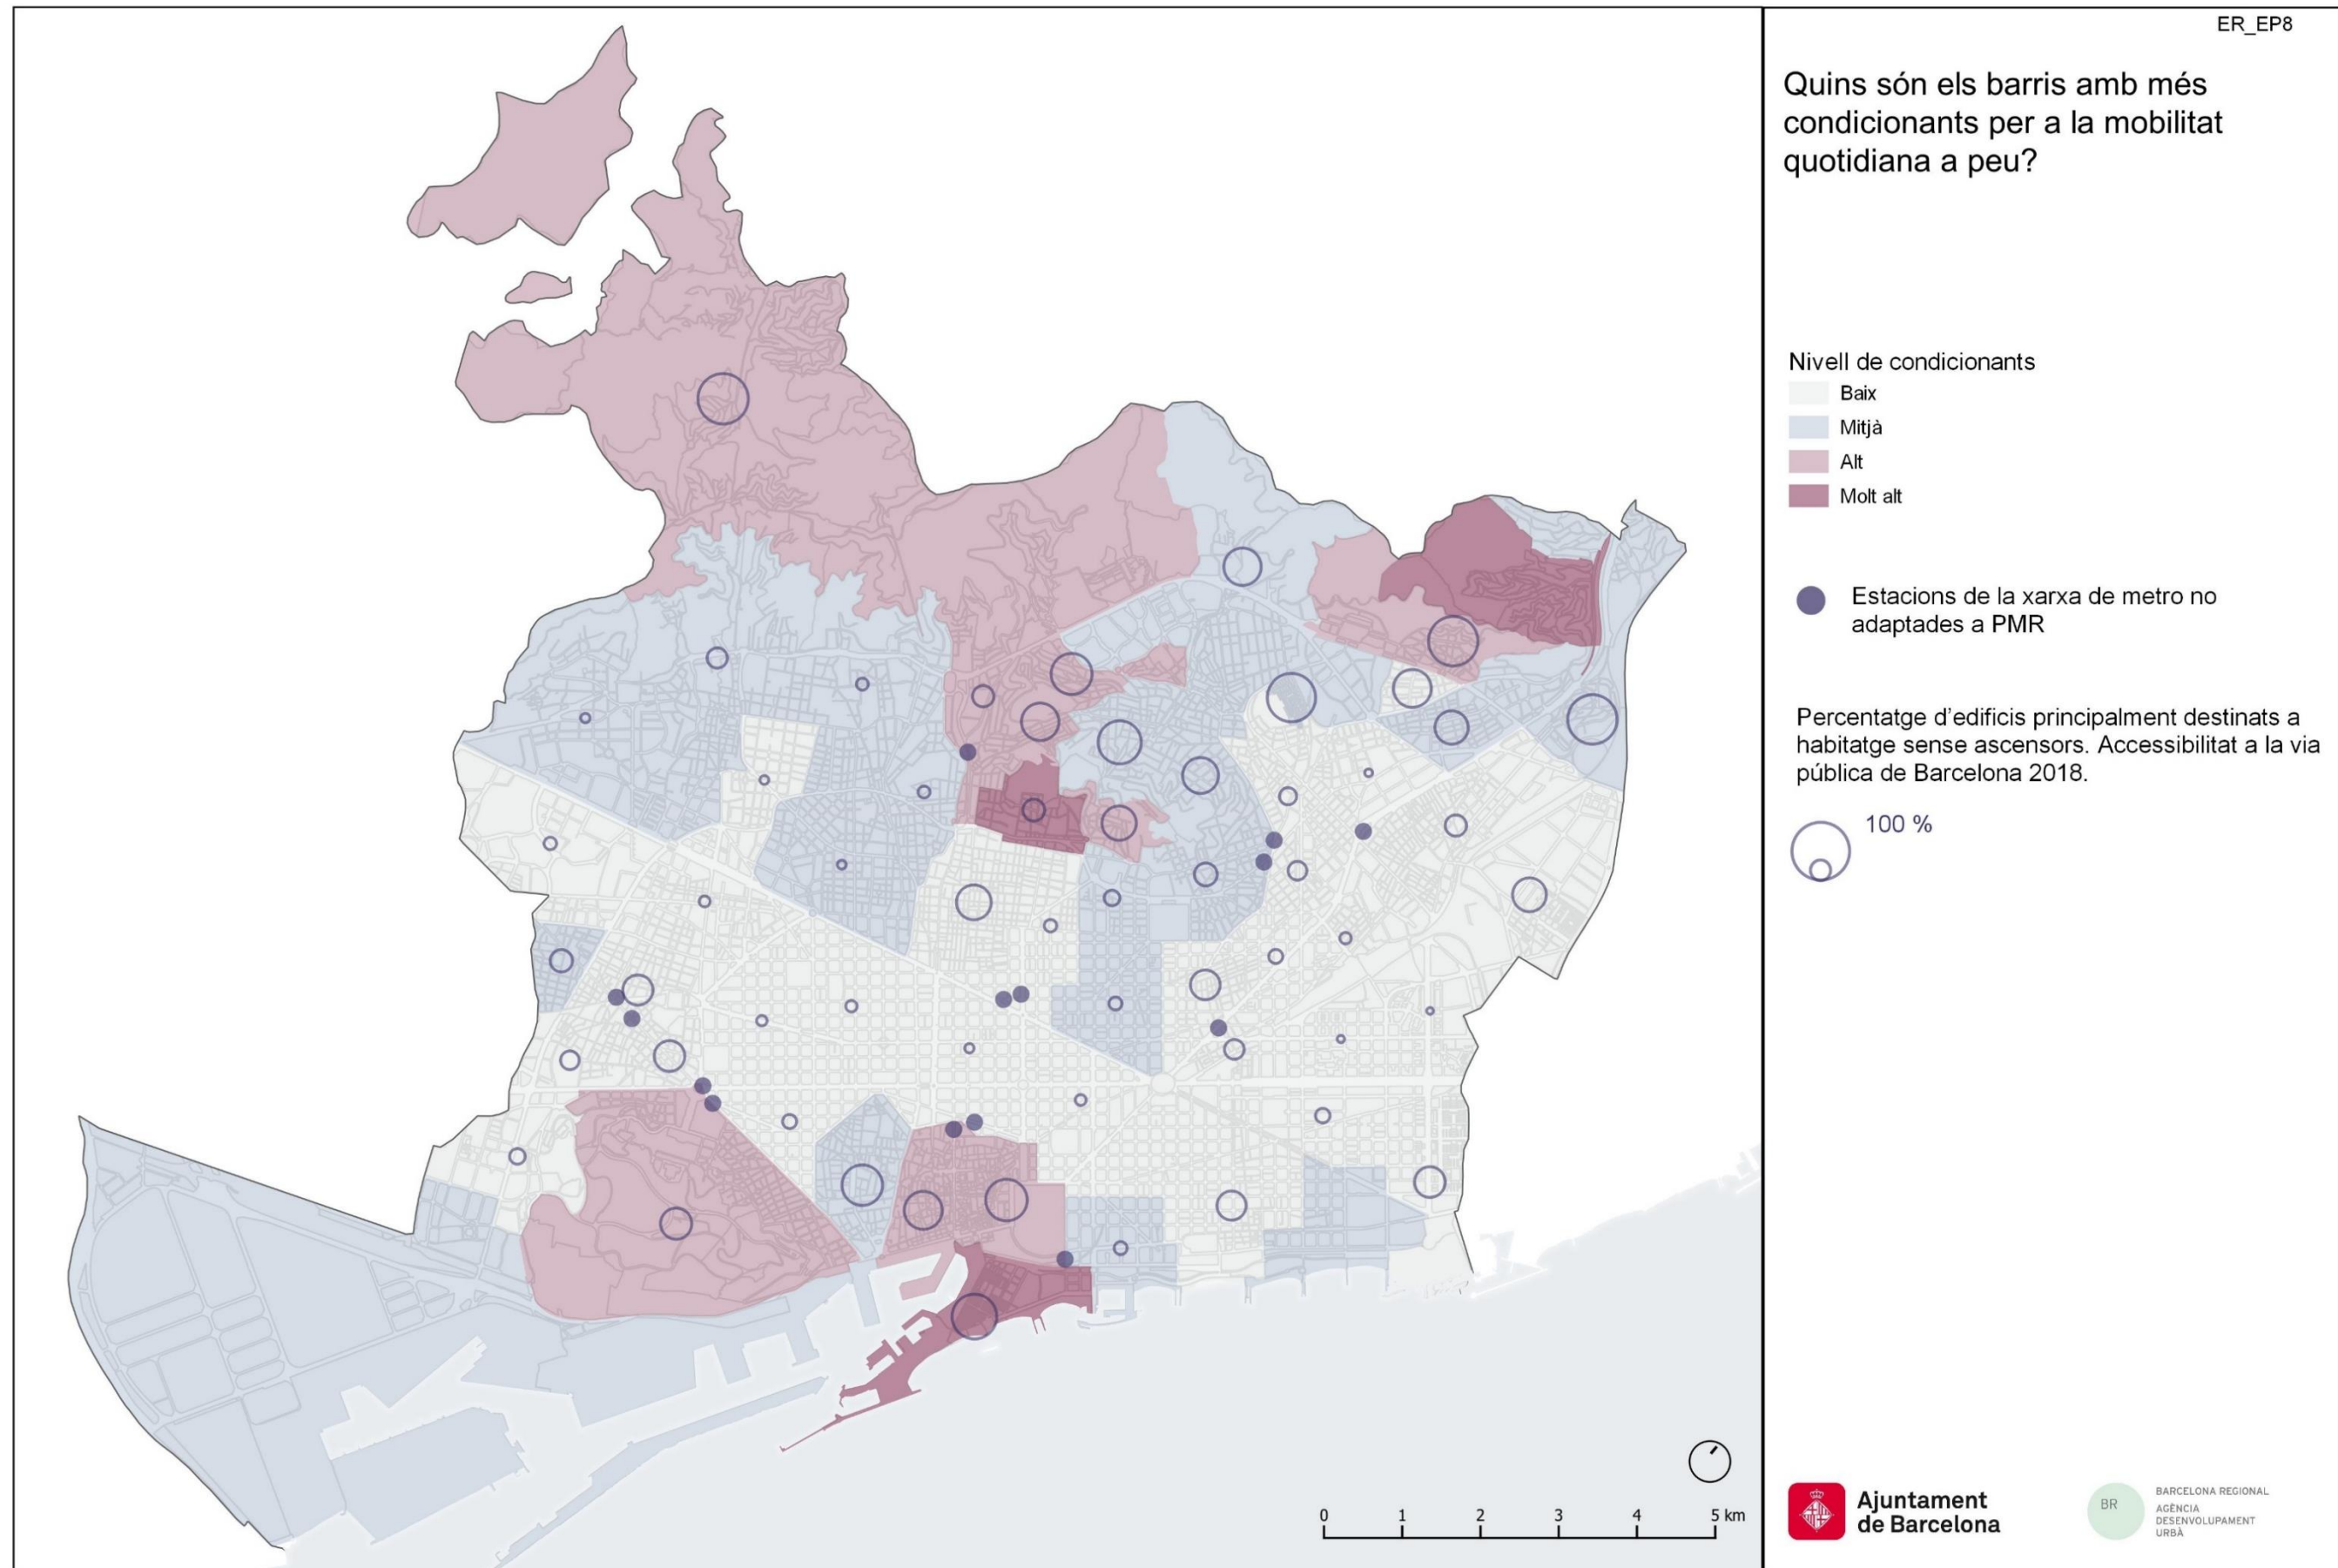 ER_EP8
Quins són els barris amb més
condicionants per a la mobilitat
quotidiana a peu?
Nivell de condicionants
Baix
Mitjà
Alt
Molt alt
Estacions de la xarxa de metro no
adaptades a PMR
Percentatge d'edificis principalment destinats a
habitatge sense ascensors. Accessibilitat a la via
pública de Barcelona 2018.
100 %
0 1 2 3 4 5 km
Ajuntament
de Barcelona
BR
BARCELONA REGIONAL
AGÈNCIA
DESENVOLUPAMENT
URBÀ